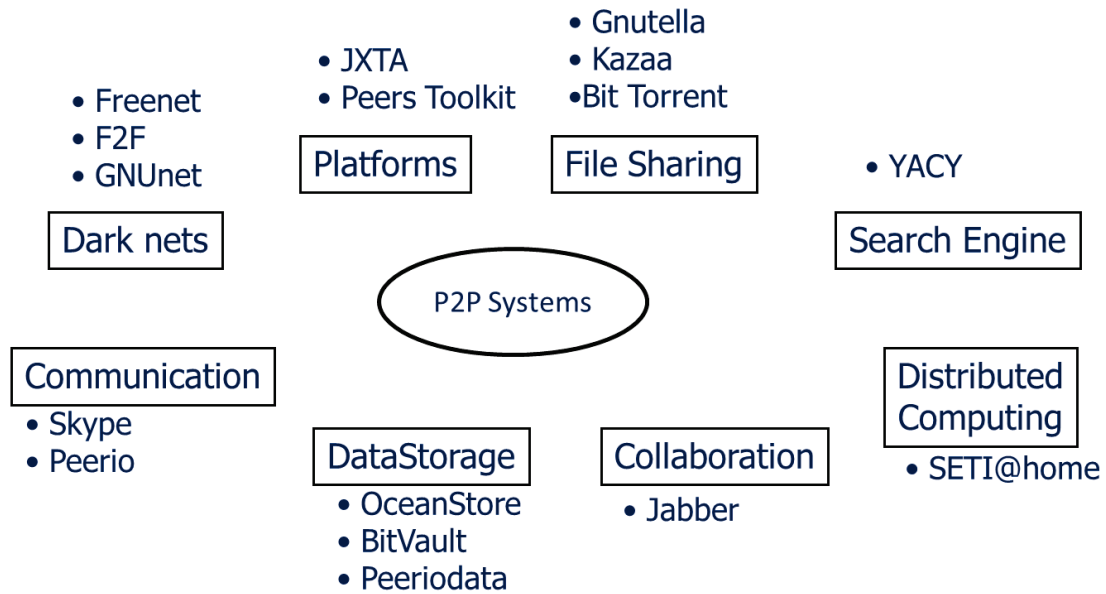 • Gnutella
• Kazaa
•Bit Torrent
• JXTA
• Peers Toolkit
• Freenet
• F2F
• GNUnet
Platforms
File Sharing
• YACY
Dark nets
Search Engine
P2P Systems
Communication
• Skype
• Peerio
Distributed
Computing
• SETI@home
DataStorage
• OceanStore
• BitVault
• Peeriodata
Collaboration
• Jabber